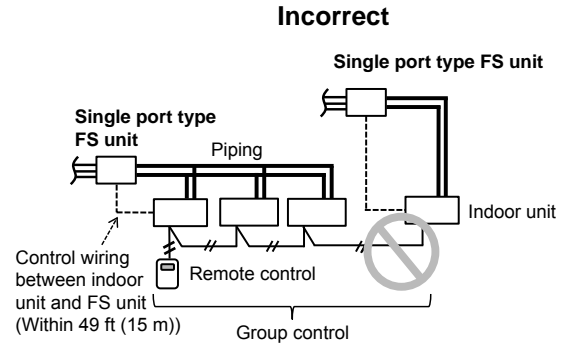 Incorrect
Single port type FS unit
Single port type
FS unit
Piping
Indoor unit
Control wiring
between indoor
unit and FS unit
(Within 49 ft (15 m))
Remote control
Group control